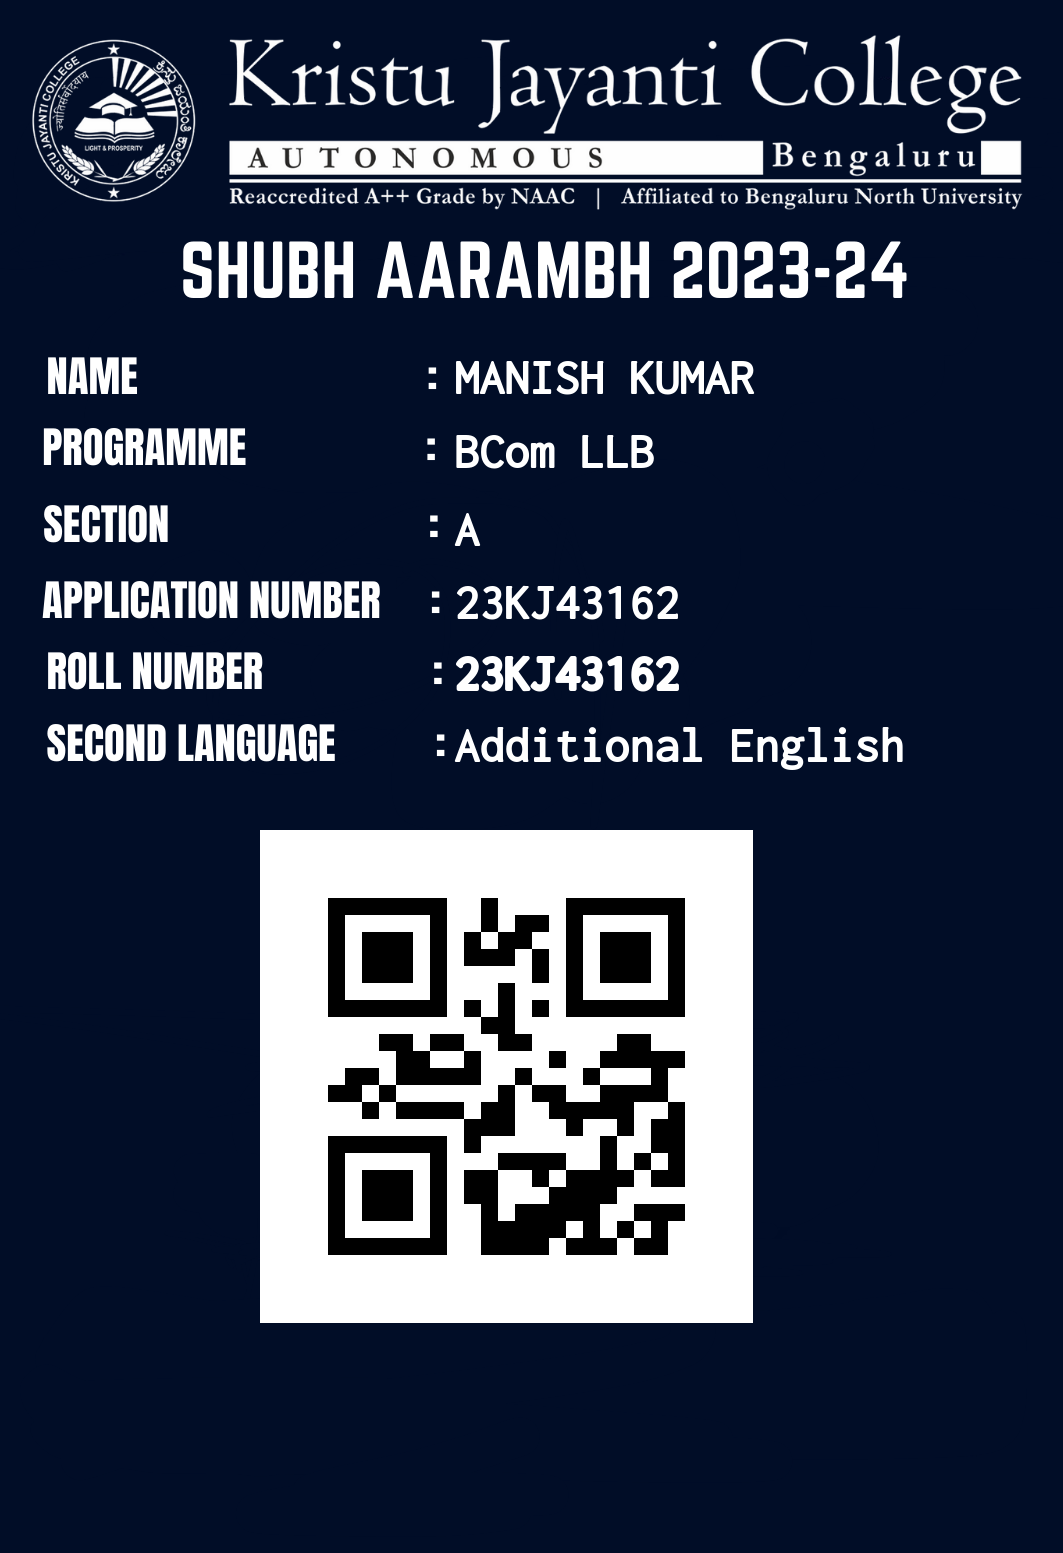 Kristu Jayanti College
AUTONOMOUS Bengaluru
Reaccredited A++ Grade by NAAC | Affiliated to Bengaluru North University
KRISTU JAYANTI COLLEGE
LIGHT & PROSPERITY
SHUBH AARAMBH 2023-24
NAME : MANISH KUMAR
PROGRAMME : BCom LLB
SECTION : A
APPLICATION NUMBER : 23KJ43162
ROLL NUMBER : 23KJ43162
SECOND LANGUAGE : Additional English